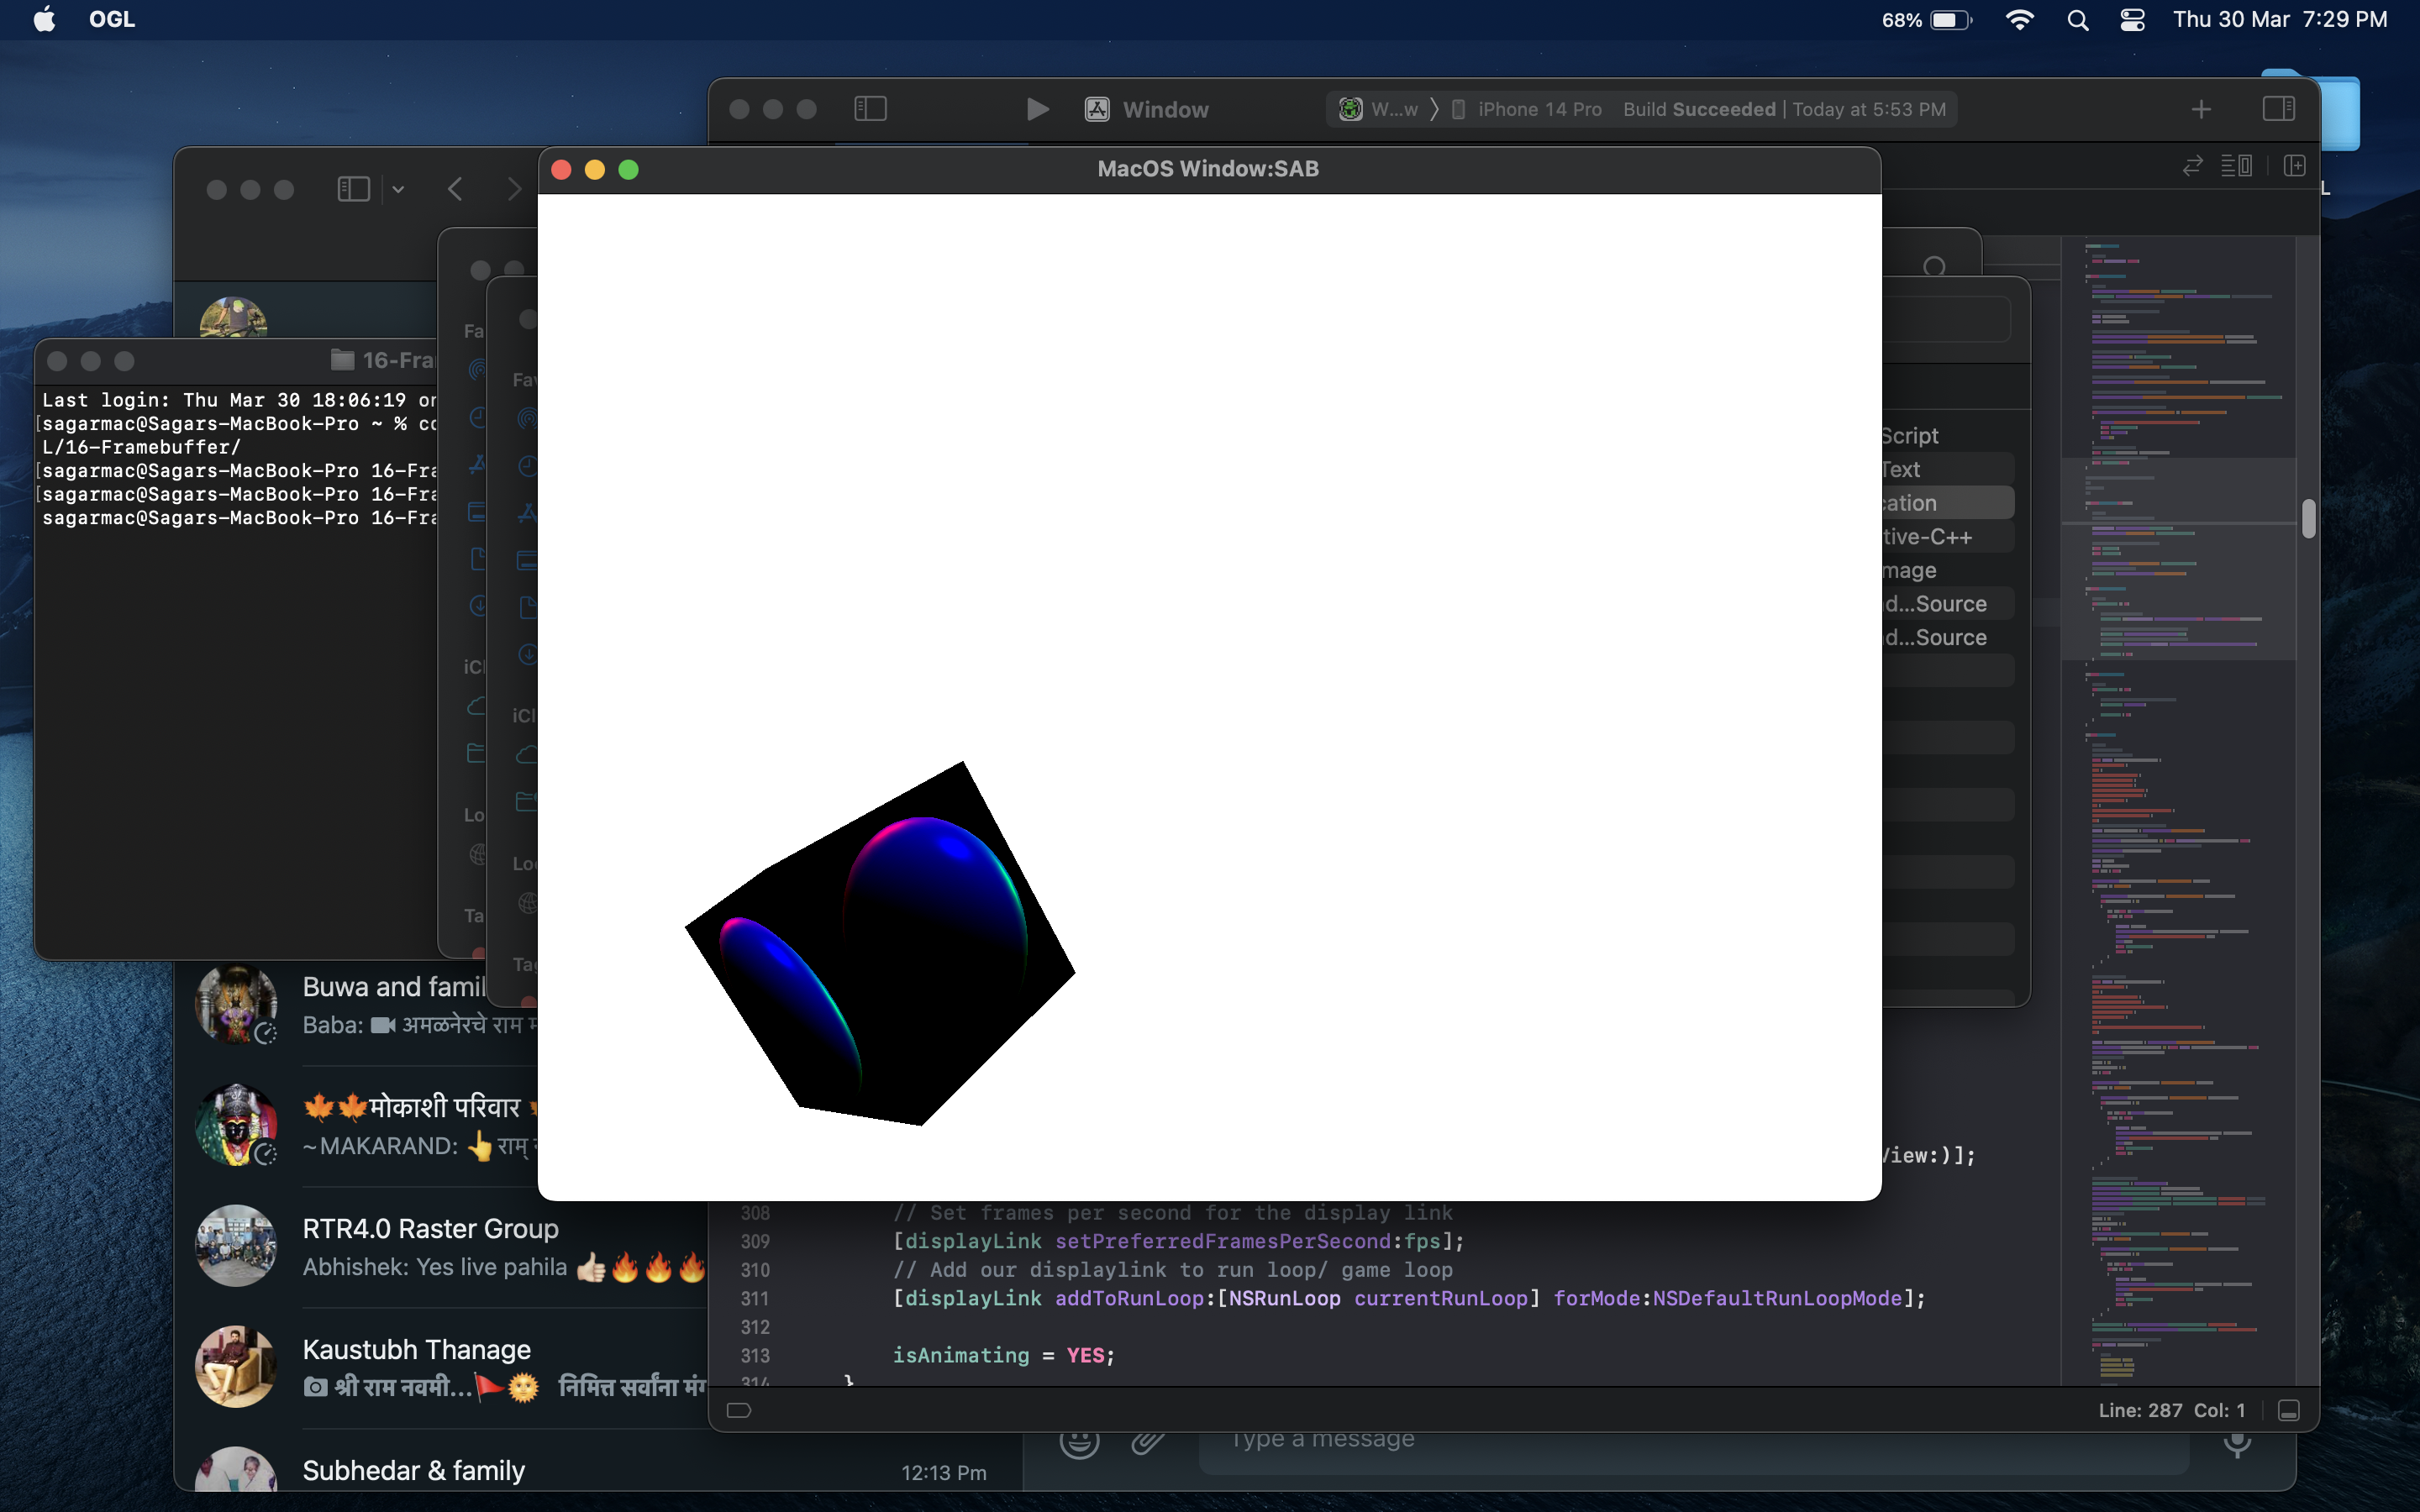 OGL
68%
Thu 30 Mar 7:29 PM
Window
W...w
iPhone 14 Pro
Build Succeeded | Today at 5:53 PM
MacOS Window:SAB
16-Fra
Last login: Thu Mar 30 18:06:19 or
[sagarmac@Sagars-MacBook-Pro ~ %
L/16-Framebuffer/
[sagarmac@Sagars-MacBook-Pro 16-Fra
[sagarmac@Sagars-MacBook-Pro 16-Fra
sagarmac@Sagars-MacBook-Pro 16-Fra
Fa
Fav
iCl
iCl
Lo
Loc
Ta
Tag
Script
Text
cation
tive-C++
mage
d...Source
d...Source
View:)];
308 // Set frames per second for the display link
309 [displayLink setPreferredFramesPerSecond:fps];
310 // Add our displaylink to run loop/ game loop
311 [displayLink addToRunLoop:[NSRunLoop currentRunLoop] forMode:NSDefaultRunLoopMode];
312
313 isAnimating = YES;
314 }
Line: 287 Col: 1
Buwa and famil
Baba: अमळनेरचे राम
🍁🍁मोकाशी परिवार
~MAKARAND: 👆राम
RTR4.0 Raster Group
Abhishek: Yes live pahila 👍🏻🔥🔥🔥
Kaustubh Thanage
श्री राम नवमी...🚩🌞 निमित्त सर्वांना
Subhedar & family
12:13 Pm
Type a message